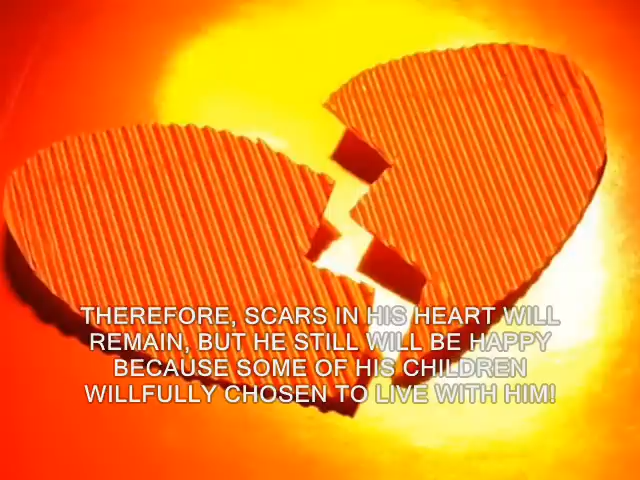 THEREFORE, SCARS IN HIS HEART WILL
REMAIN, BUT HE STILL WILL BE HAPPY
BECAUSE SOME OF HIS CHILDREN
WILLFULLY CHOSEN TO LIVE WITH HIM!